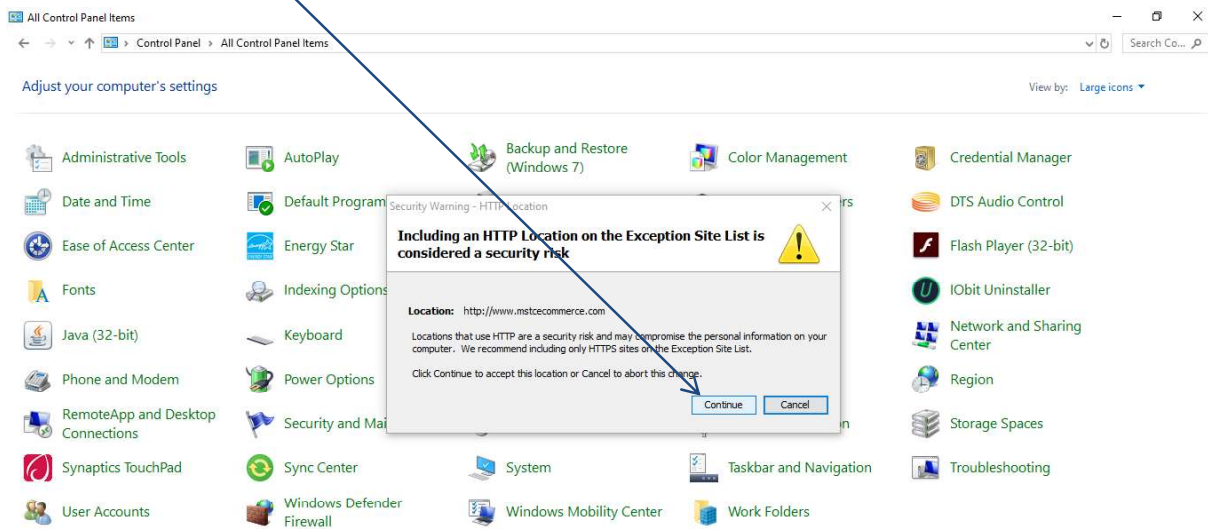 All Control Panel Items
Control Panel > All Control Panel Items
Search Co...
Adjust your computer's settings
View by: Large icons
Administrative Tools
AutoPlay
Backup and Restore
(Windows 7)
Color Management
Credential Manager
Date and Time
Default Program
rs
DTS Audio Control
Ease of Access Center
Energy Star
Flash Player (32-bit)
Fonts
Indexing Options
IObit Uninstaller
Java (32-bit)
Keyboard
Network and Sharing
Center
Phone and Modem
Power Options
Region
RemoteApp and Desktop
Connections
Security and Mai
on
Storage Spaces
Synaptics TouchPad
Sync Center
System
Taskbar and Navigation
Troubleshooting
User Accounts
Windows Defender
Firewall
Windows Mobility Center
Work Folders
Security Warning - HTTP Location
Including an HTTP Location on the Exception Site List is
considered a security risk
Location: http://www.mstcecommerce.com
Locations that use HTTP are a security risk and may compromise the personal information on your
computer. We recommend including only HTTPS sites on the Exception Site List.
Click Continue to accept this location or Cancel to abort this change.
Continue
Cancel